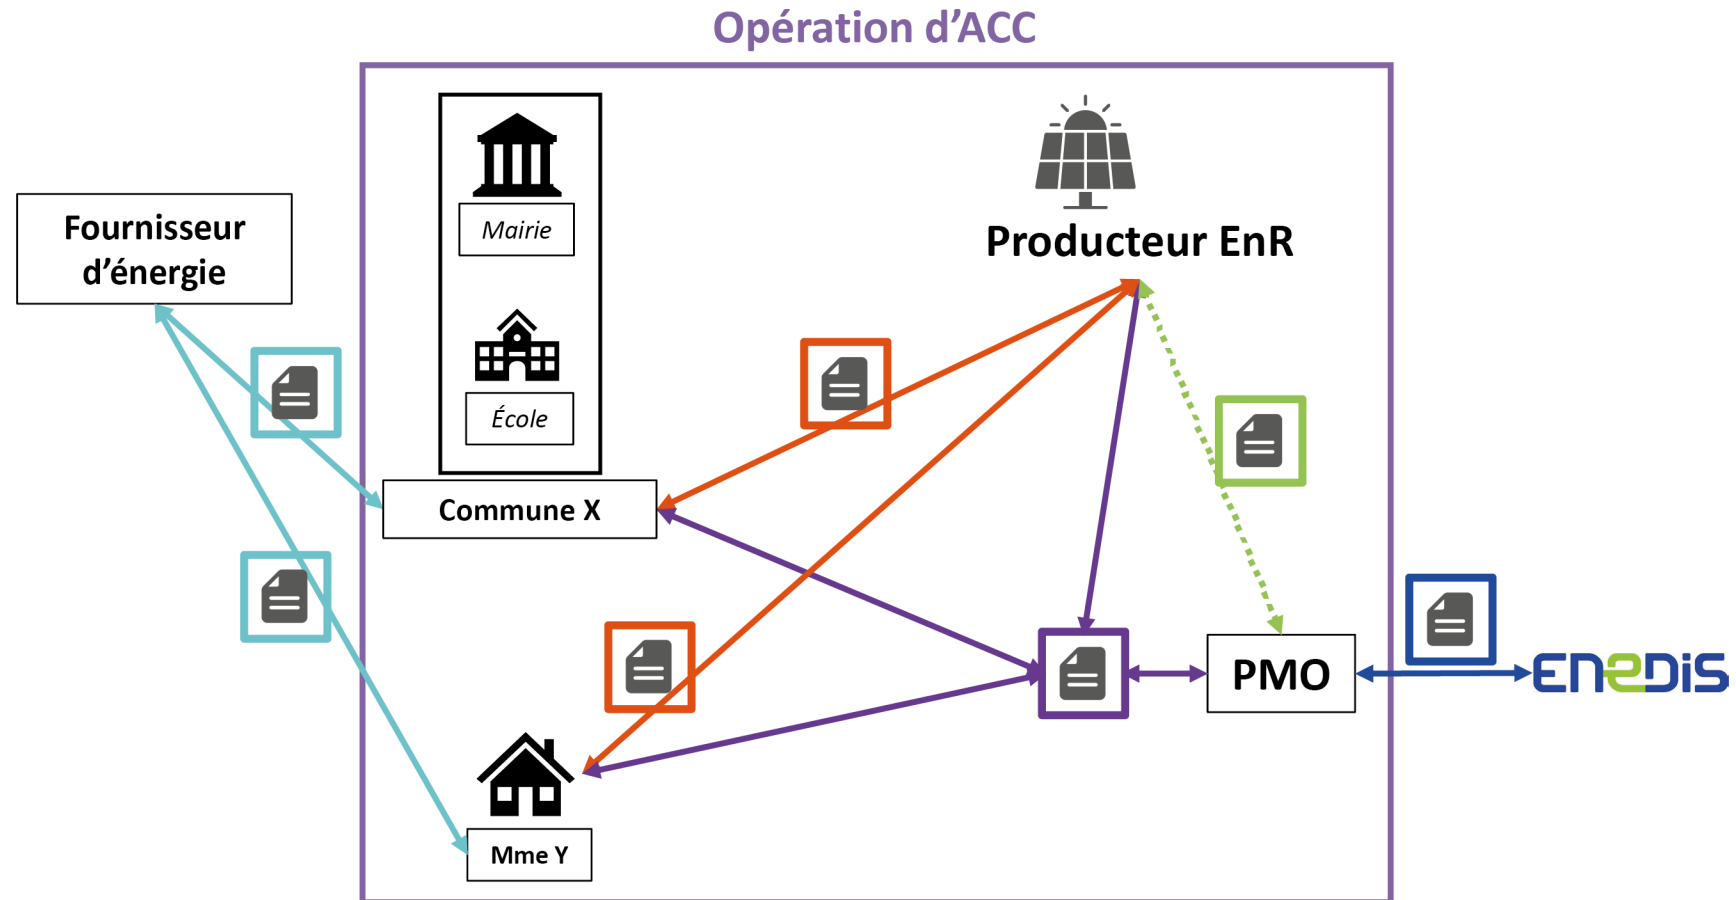 Opération d'ACC
Mairie
Fournisseur
d'énergie
Producteur EnR
École
Commune X
PMO
ENEDIS
Mme Y